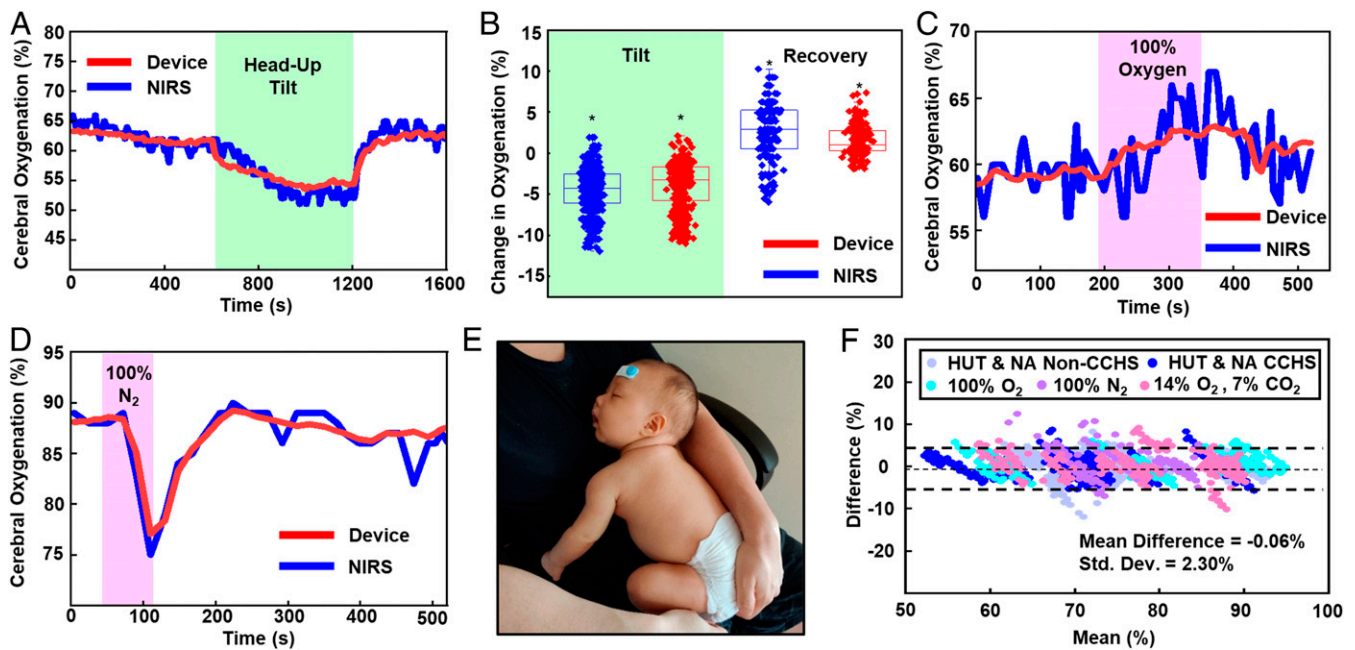 A
Cerebral Oxygenation (%)
80
75
70
65
60
55
50
45
Device
NIRS
Head-Up
Tilt
0
400
800
1200
1600
Time (s)
B
Change in Oxygenation (%)
15
10
5
0
-5
-10
-15
Tilt
Recovery
*
*
*
*
Device
NIRS
C
Cerebral Oxygenation (%)
70
65
60
55
100%
Oxygen
Device
NIRS
0
100
200
300
400
500
Time (s)
D
Cerebral Oxygenation (%)
95
90
85
80
75
100%
N2
Device
NIRS
0
100
200
300
400
500
Time (s)
E
F
Difference (%)
30
20
10
0
-10
-20
HUT & NA Non-CCHS
HUT & NA CCHS
100% O2
100% N2
14% O2 , 7% CO2
Mean Difference = -0.06%
Std. Dev. = 2.30%
50
60
70
80
90
100
Mean (%)